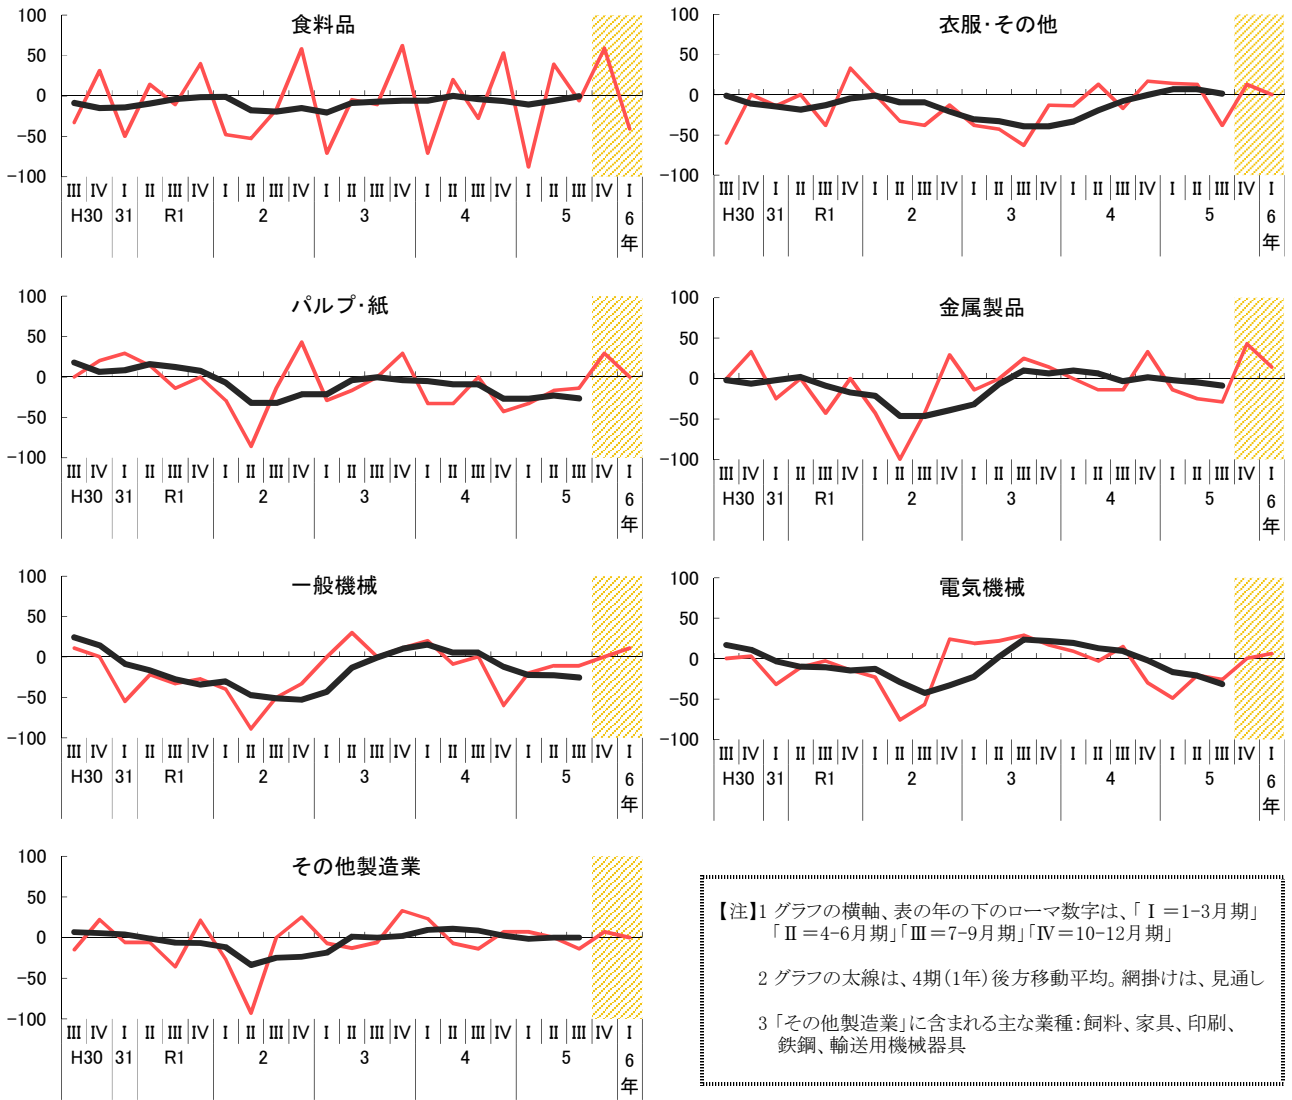 食料品
100
50
0
-50
-100
Ⅲ Ⅳ Ⅰ Ⅱ Ⅲ Ⅳ Ⅰ Ⅱ Ⅲ Ⅳ Ⅰ Ⅱ Ⅲ Ⅳ Ⅰ Ⅱ Ⅲ Ⅳ Ⅰ Ⅱ Ⅲ Ⅳ Ⅰ
H30 31 R1 2 3 4 5 6
年
衣服・その他
100
50
0
-50
-100
Ⅲ Ⅳ Ⅰ Ⅱ Ⅲ Ⅳ Ⅰ Ⅱ Ⅲ Ⅳ Ⅰ Ⅱ Ⅲ Ⅳ Ⅰ Ⅱ Ⅲ Ⅳ Ⅰ Ⅱ Ⅲ Ⅳ Ⅰ
H30 31 R1 2 3 4 5 6
年
パルプ・紙
100
50
0
-50
-100
Ⅲ Ⅳ Ⅰ Ⅱ Ⅲ Ⅳ Ⅰ Ⅱ Ⅲ Ⅳ Ⅰ Ⅱ Ⅲ Ⅳ Ⅰ Ⅱ Ⅲ Ⅳ Ⅰ Ⅱ Ⅲ Ⅳ Ⅰ
H30 31 R1 2 3 4 5 6
年
金属製品
100
50
0
-50
-100
Ⅲ Ⅳ Ⅰ Ⅱ Ⅲ Ⅳ Ⅰ Ⅱ Ⅲ Ⅳ Ⅰ Ⅱ Ⅲ Ⅳ Ⅰ Ⅱ Ⅲ Ⅳ Ⅰ Ⅱ Ⅲ Ⅳ Ⅰ
H30 31 R1 2 3 4 5 6
年
一般機械
100
50
0
-50
-100
Ⅲ Ⅳ Ⅰ Ⅱ Ⅲ Ⅳ Ⅰ Ⅱ Ⅲ Ⅳ Ⅰ Ⅱ Ⅲ Ⅳ Ⅰ Ⅱ Ⅲ Ⅳ Ⅰ Ⅱ Ⅲ Ⅳ Ⅰ
H30 31 R1 2 3 4 5 6
年
電気機械
100
50
0
-50
-100
Ⅲ Ⅳ Ⅰ Ⅱ Ⅲ Ⅳ Ⅰ Ⅱ Ⅲ Ⅳ Ⅰ Ⅱ Ⅲ Ⅳ Ⅰ Ⅱ Ⅲ Ⅳ Ⅰ Ⅱ Ⅲ Ⅳ Ⅰ
H30 31 R1 2 3 4 5 6
年
その他製造業
100
50
0
-50
-100
Ⅲ Ⅳ Ⅰ Ⅱ Ⅲ Ⅳ Ⅰ Ⅱ Ⅲ Ⅳ Ⅰ Ⅱ Ⅲ Ⅳ Ⅰ Ⅱ Ⅲ Ⅳ Ⅰ Ⅱ Ⅲ Ⅳ Ⅰ
H30 31 R1 2 3 4 5 6
年
【注】1 グラフの横軸、表の年の下のローマ数字は、「Ⅰ=1-3月期」
「Ⅱ=4-6月期」「Ⅲ=7-9月期」「Ⅳ=10-12月期」
2 グラフの太線は、4期(1年)後方移動平均。網掛けは、見通し
3 「その他製造業」に含まれる主な業種:飼料、家具、印刷、
鉄鋼、輸送用機械器具